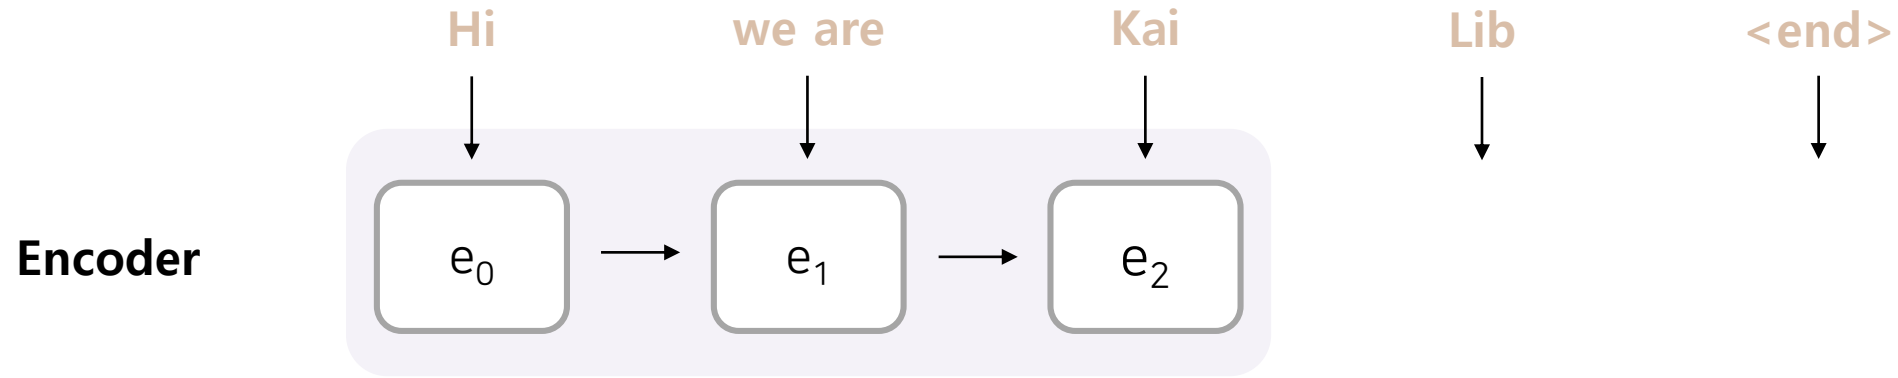 Hi we are Kai Lib <end>
Encoder e₀ e₁ e₂